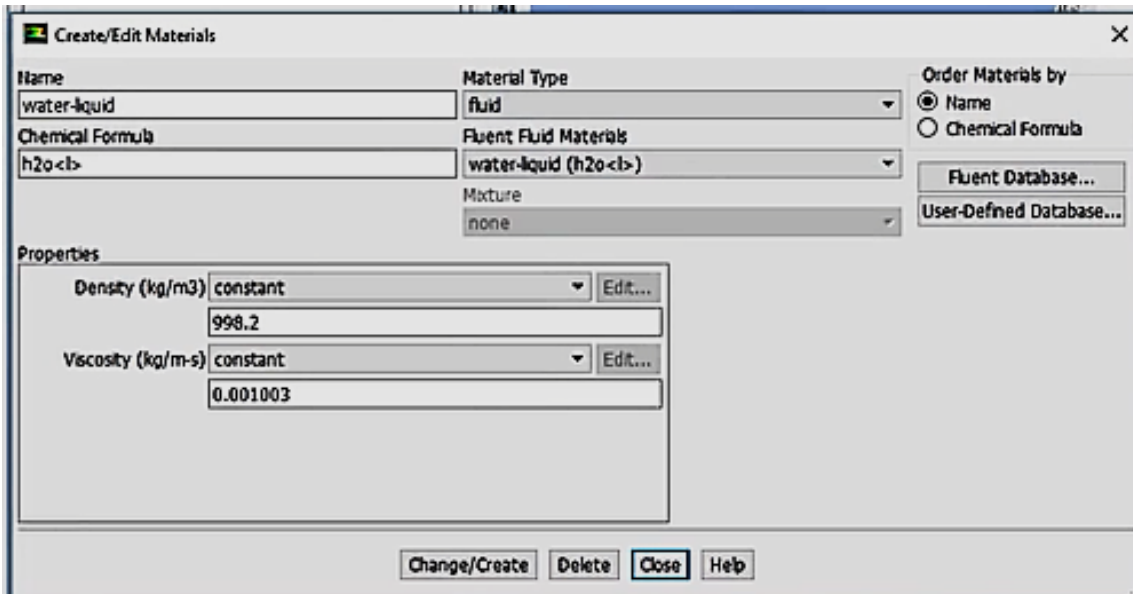 Create/Edit Materials
Name
water-liquid
Chemical Formula
h2o<l>
Material Type
fluid
Fluent Fluid Materials
water-liquid (h2o<l>)
Mixture
none
Order Materials by
Name
Chemical Formula
Fluent Database...
User-Defined Database...
Properties
Density (kg/m3) constant Edit...
998.2
Viscosity (kg/m-s) constant Edit...
0.001003
Change/Create Delete Close Help